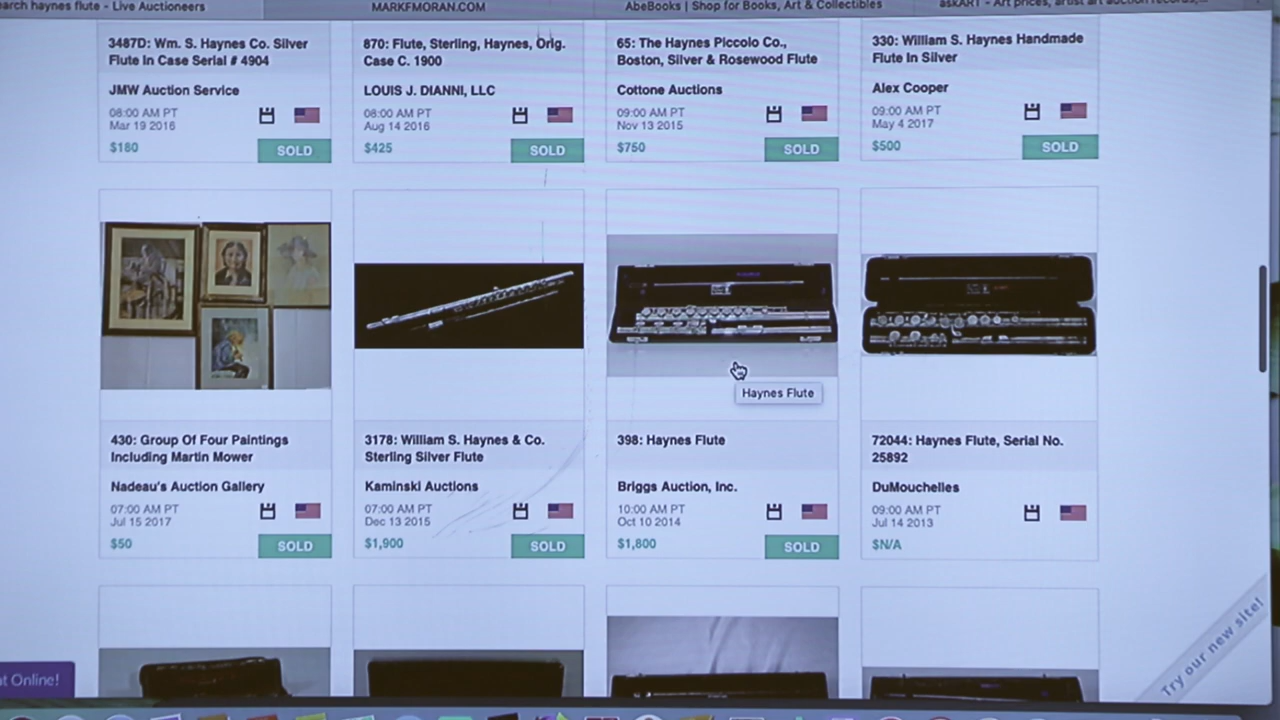 arch haynes flute - Live Auctioneers
MARKFMORAN.COM
AbeBooks | Shop for Books, Art & Collectibles
askART - Art prices, artist art auction records,...
3487D: Wm. S. Haynes Co. Silver
Flute In Case Serial # 4904
JMW Auction Service
08:00 AM PT
Mar 19 2016
$180
SOLD
870: Flute, Sterling, Haynes, Orig.
Case C. 1900
LOUIS J. DIANNI, LLC
08:00 AM PT
Aug 14 2016
$425
SOLD
65: The Haynes Piccolo Co.,
Boston, Silver & Rosewood Flute
Cottone Auctions
09:00 AM PT
Nov 13 2015
$750
SOLD
330: William S. Haynes Handmade
Flute In Silver
Alex Cooper
09:00 AM PT
May 4 2017
$500
SOLD
430: Group Of Four Paintings
Including Martin Mower
Nadeau's Auction Gallery
07:00 AM PT
Jul 15 2017
$50
SOLD
3178: William S. Haynes & Co.
Sterling Silver Flute
Kaminski Auctions
07:00 AM PT
Dec 13 2015
$1,900
SOLD
Haynes Flute
398: Haynes Flute
Briggs Auction, Inc.
10:00 AM PT
Oct 10 2014
$1,800
SOLD
72044: Haynes Flute, Serial No.
25892
DuMouchelles
09:00 AM PT
Jul 14 2013
$N/A
at Online!
Try our new site!